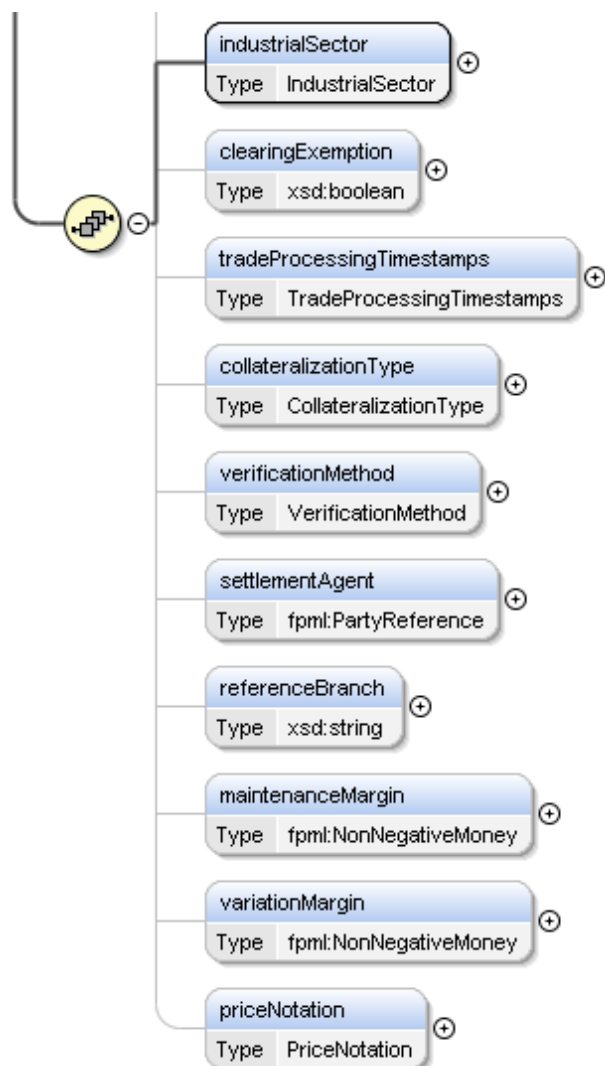 industrialSector
Type IndustrialSector
clearingExemption
Type xsd:boolean
tradeProcessingTimestamps
Type TradeProcessingTimestamps
collateralizationType
Type CollateralizationType
verificationMethod
Type VerificationMethod
settlementAgent
Type fpml:PartyReference
referenceBranch
Type xsd:string
maintenanceMargin
Type fpml:NonNegativeMoney
variationMargin
Type fpml:NonNegativeMoney
priceNotation
Type PriceNotation